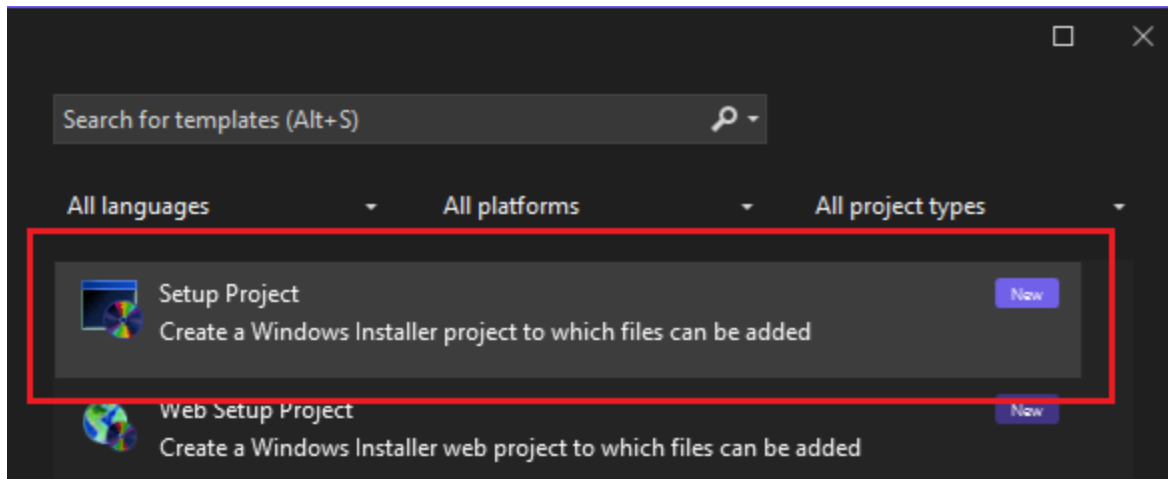 Search for templates (Alt+S)
All languages All platforms All project types
Setup Project New
Create a Windows Installer project to which files can be added
Web Setup Project New
Create a Windows Installer web project to which files can be added